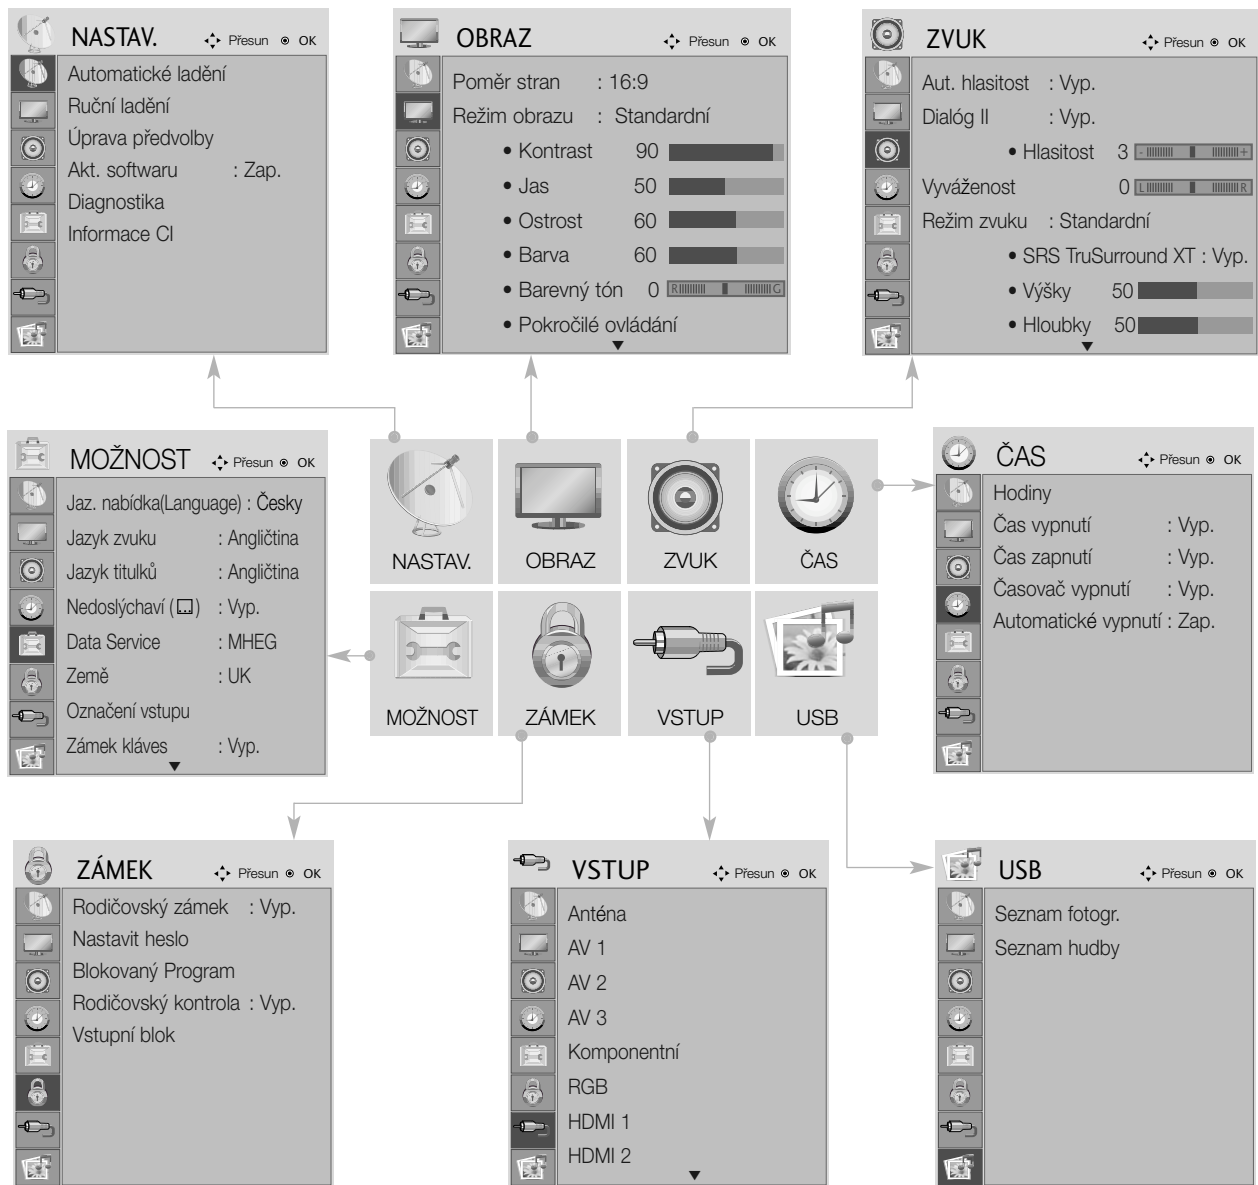 NASTAV.
Přesun OK
Automatické ladění
Ruční ladění
Úprava předvolby
Akt. softwaru : Zap.
Diagnostika
Informace CI
OBRAZ
Přesun OK
Poměr stran : 16:9
Režim obrazu : Standardní
• Kontrast 90
• Jas 50
• Ostrost 60
• Barva 60
• Barevný tón 0 R G
• Pokročilé ovládání
ZVUK
Přesun OK
Aut. hlasitost : Vyp.
Dialóg II : Vyp.
• Hlasitost 3 - +
Vyváženost 0 L R
Režim zvuku : Standardní
• SRS TruSurround XT : Vyp.
• Výšky 50
• Hloubky 50
MOŽNOST
Přesun OK
Jaz. nabídka(Language) : Česky
Jazyk zvuku : Angličtina
Jazyk titulků : Angličtina
Nedoslýchaví ( ) : Vyp.
Data Service : MHEG
Země : UK
Označení vstupu
Zámek kláves : Vyp.
NASTAV.
OBRAZ
ZVUK
ČAS
MOŽNOST
ZÁMEK
VSTUP
USB
ČAS
Přesun OK
Hodiny
Čas vypnutí : Vyp.
Čas zapnutí : Vyp.
Časovač vypnutí : Vyp.
Automatické vypnutí : Zap.
ZÁMEK
Přesun OK
Rodičovský zámek : Vyp.
Nastavit heslo
Blokovaný Program
Rodičovský kontrola : Vyp.
Vstupní blok
VSTUP
Přesun OK
Anténa
AV 1
AV 2
AV 3
Komponentní
RGB
HDMI 1
HDMI 2
USB
Přesun OK
Seznam fotogr.
Seznam hudby